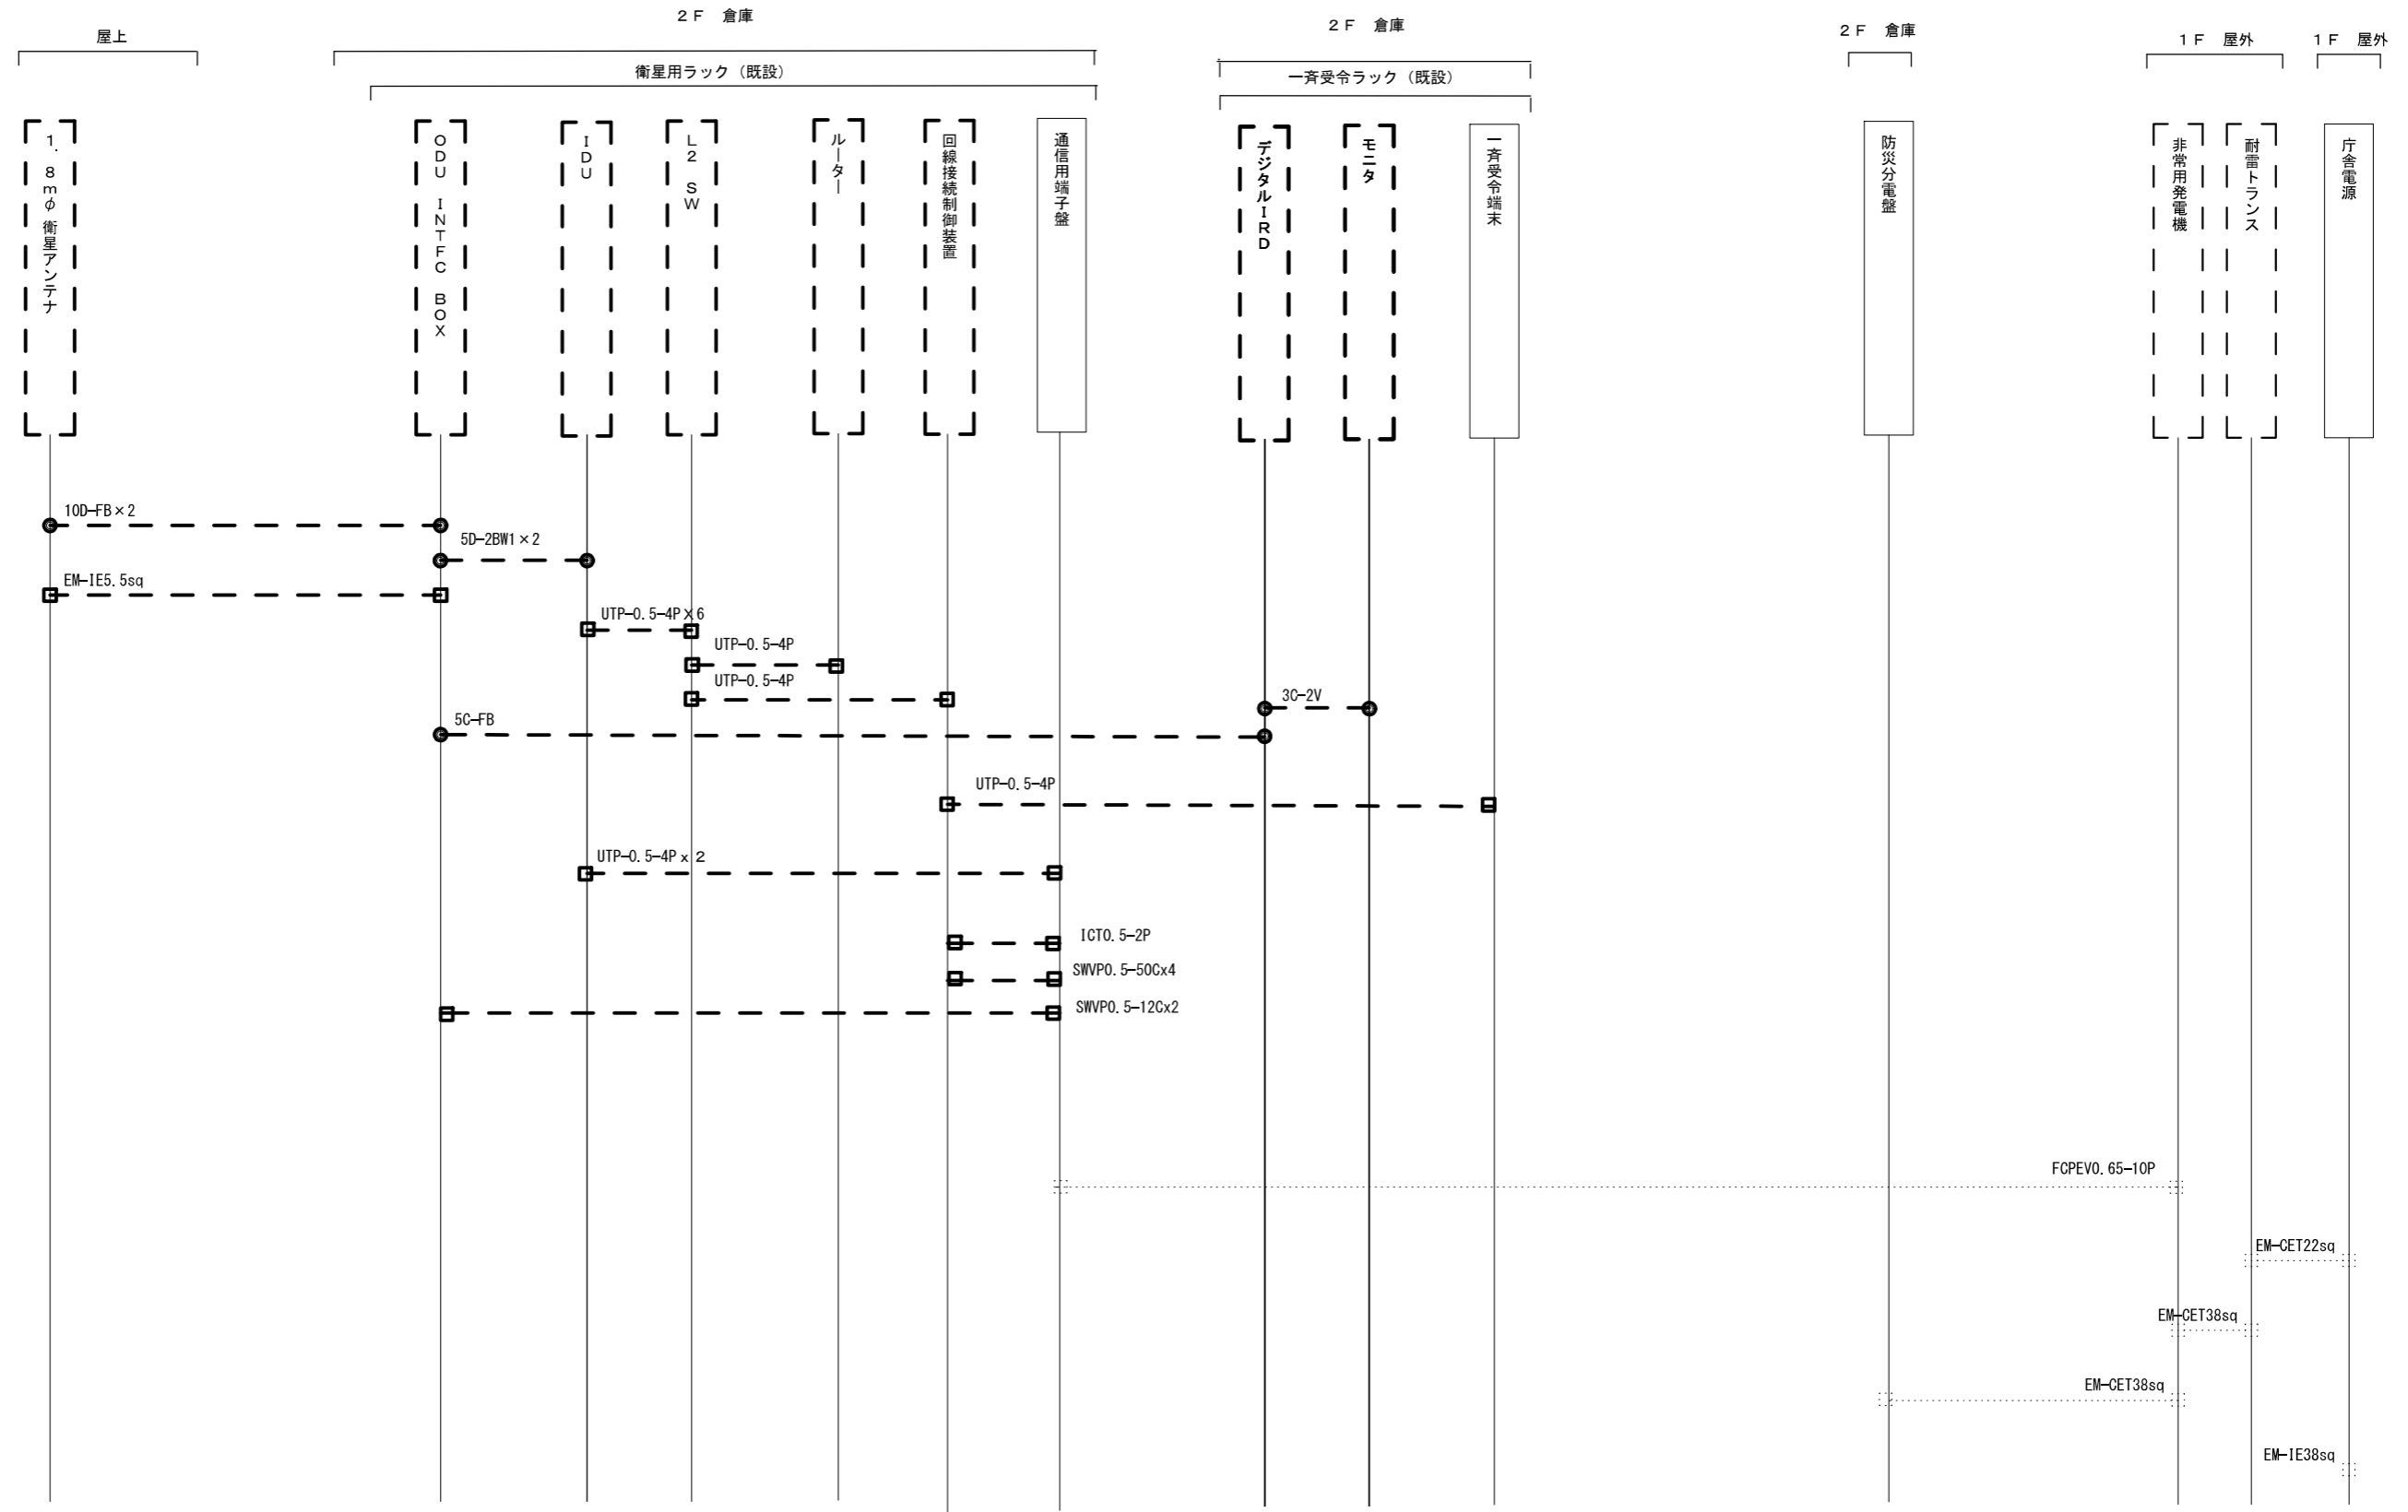 屋上
２Ｆ　倉庫
２Ｆ　倉庫
２Ｆ　倉庫
１Ｆ　屋外
１Ｆ　屋外
衛星用ラック（既設）
一斉受令ラック（既設）
１．８ｍφ衛星アンテナ
ＯＤＵ　ＩＮＴＦＣ　ＢＯＸ
ＩＤＵ
Ｌ２　ＳＷ
ルーター
回線接続制御装置
通信用端子盤
デジタルＩＲＤ
モニタ
一斉受令端末
防災分電盤
非常用発電機
耐雷トランス
庁舎電源
10D-FB×2
5D-2BW1×2
EM-IE5.5sq
UTP-0.5-4P×6
UTP-0.5-4P
UTP-0.5-4P
3C-2V
5C-FB
UTP-0.5-4P
UTP-0.5-4Pｘ２
ICT0.5-2P
SWVP0.5-50Cx4
SWVP0.5-12Cx2
FCPEV0.65-10P
EM-CET22sq
EM-CET38sq
EM-CET38sq
EM-IE38sq